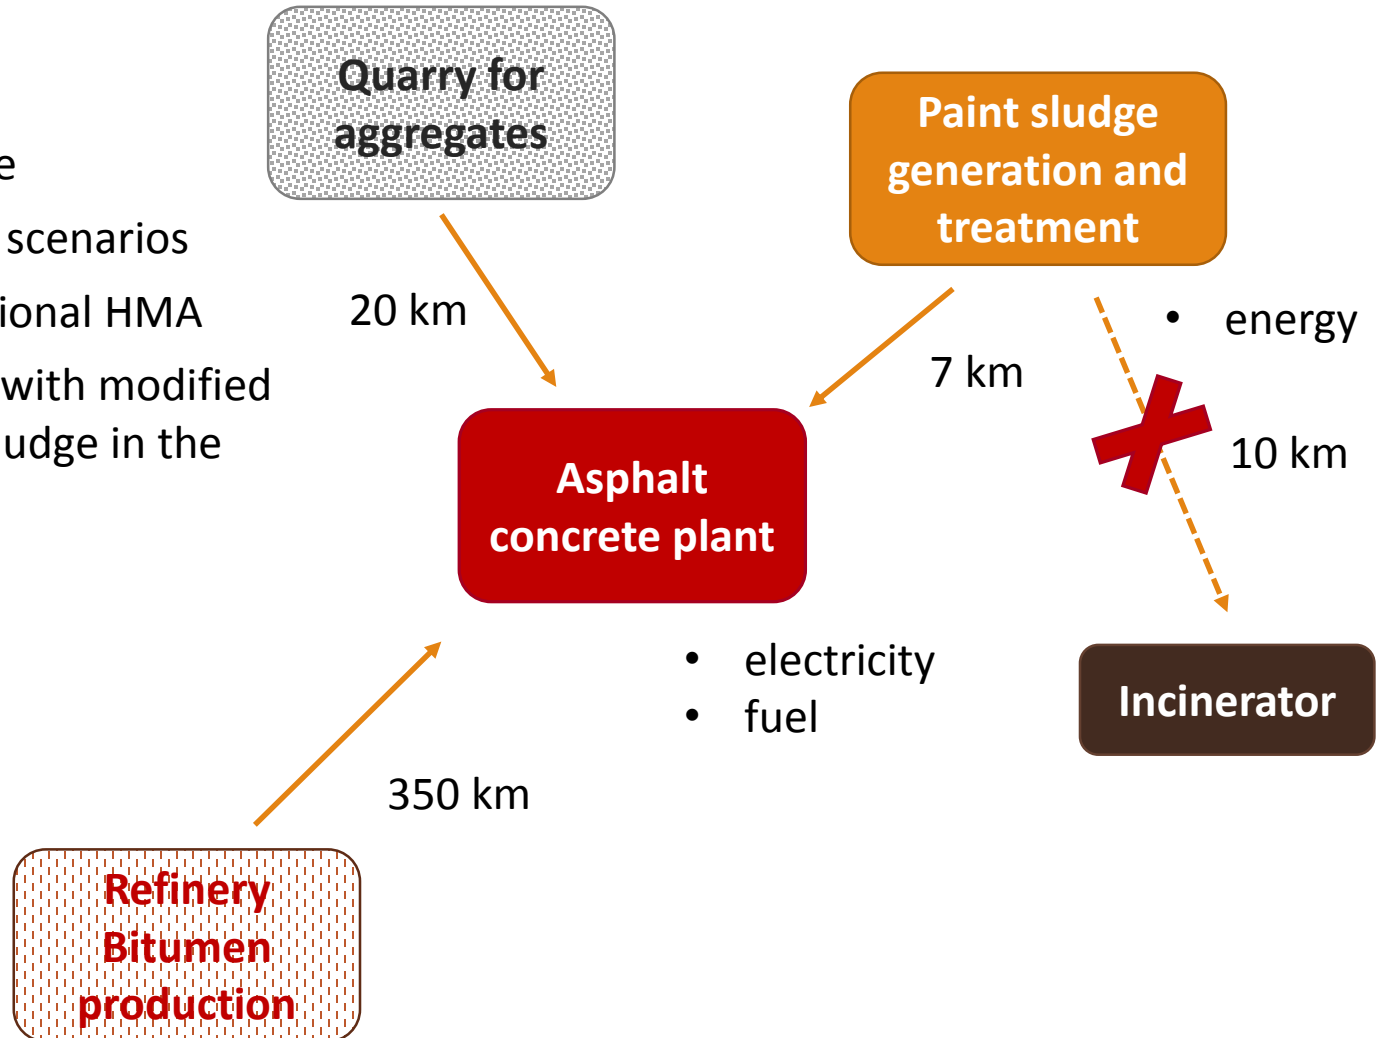 Quarry for
aggregates
Paint sludge
generation and
treatment
e
scenarios
ional HMA
with modified
udge in the
20 km
7 km
• energy
10 km
Asphalt
concrete plant
• electricity
• fuel
Incinerator
350 km
Refinery
Bitumen
production